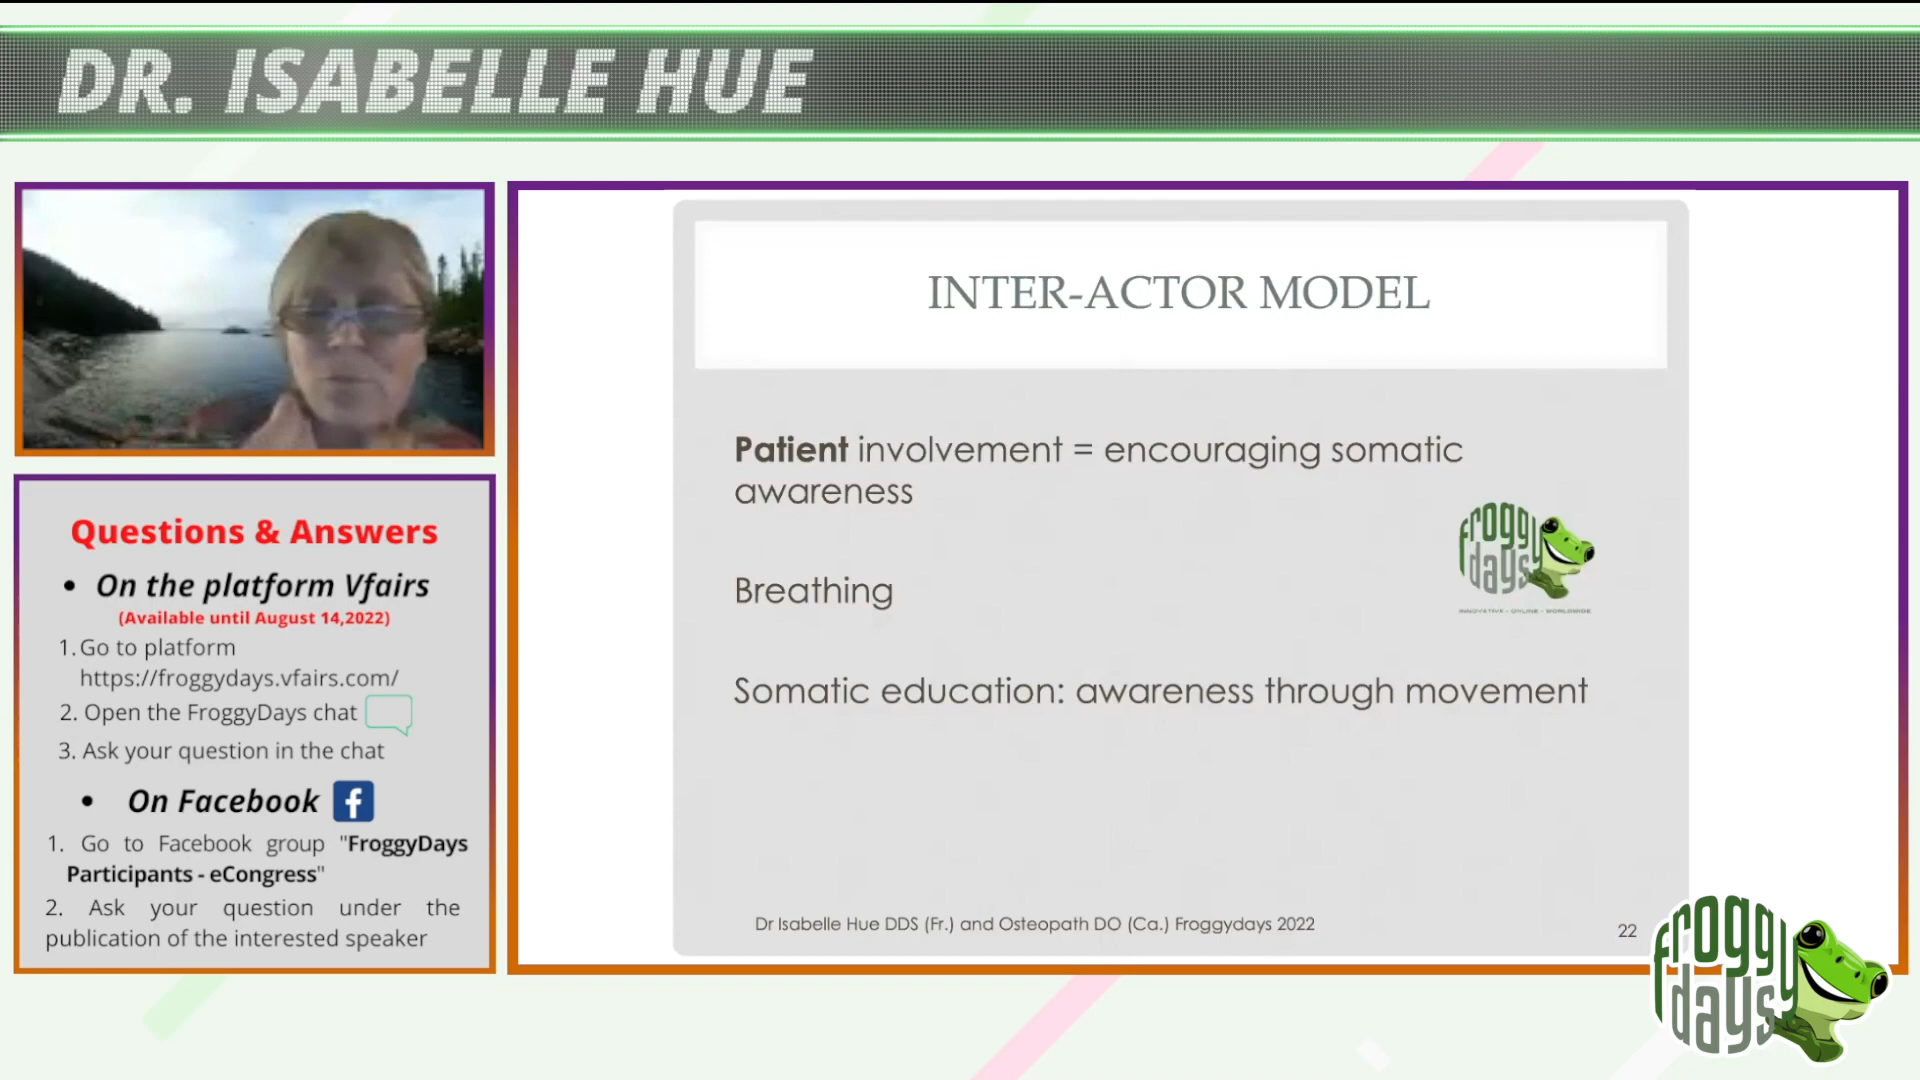 DR. ISABELLE HUE
Questions & Answers
• On the platform Vfairs
(Available until August 14,2022)
1. Go to platform
https://froggydays.vfairs.com/
2. Open the FroggyDays chat
3. Ask your question in the chat
• On Facebook
1. Go to Facebook group "FroggyDays
Participants - eCongress"
2. Ask your question under the
publication of the interested speaker
INTER-ACTOR MODEL
Patient involvement = encouraging somatic
awareness
froggy
days
INNOVATIVE - ONLINE - WORLDWIDE
Breathing
Somatic education: awareness through movement
Dr Isabelle Hue DDS (Fr.) and Osteopath DO (Ca.) Froggydays 2022
22
froggy
days